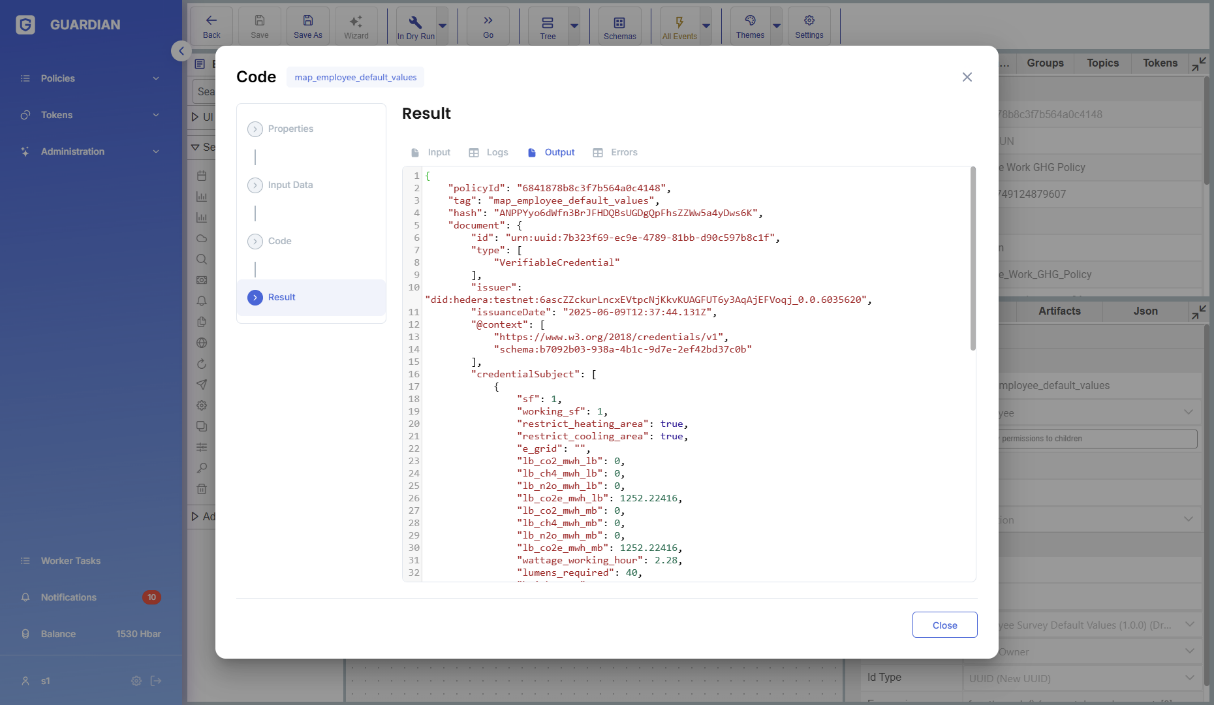 GUARDIAN
Policies
Tokens
Administration
Worker Tasks
Notifications 10
Balance 1530 Hbar
s1
Back
Save
Save As
Wizard
In Dry Run
Go
Tree
Schemas
All Events
Themes
Settings
Groups
Topics
Tokens
Sea
UI
Se
Ad
78b8c3f7b564a0c4148
UN
e Work GHG Policy
749124879607
n
e_Work_GHG_Policy
Artifacts
Json
employee_default_values
yee
permissions to children
ion
yee Survey Default Values (1.0.0) (Dr...
Owner
Id Type
UUID (New UUID)
Code
map_employee_default_values
Properties
Input Data
Code
Result
Result
Input
Logs
Output
Errors
1 {
2 "policyId": "6841878b8c3f7b564a0c4148",
3 "tag": "map_employee_default_values",
4 "hash": "ANPPYyo6dWfn3BrJFHDQBsUGDgQpFhsZZWw5a4yDws6K",
5 "document": {
6 "id": "urn:uuid:7b323f69-ec9e-4789-81bb-d90c597b8c1f",
7 "type": [
8 "VerifiableCredential"
9 ],
10 "issuer":
"did:hedera:testnet:6ascZZckurLncxEVtpcNjKkvKUAGFUT6y3AqAjEFVoqj_0.0.6035620",
11 "issuanceDate": "2025-06-09T12:37:44.131Z",
12 "@context": [
13 "https://www.w3.org/2018/credentials/v1",
14 "schema:b7092b03-938a-4b1c-9d7e-2ef42bd37c0b"
15 ],
16 "credentialSubject": [
17 {
18 "sf": 1,
19 "working_sf": 1,
20 "restrict_heating_area": true,
21 "restrict_cooling_area": true,
22 "e_grid": "",
23 "lb_co2_mwh_lb": 0,
24 "lb_ch4_mwh_lb": 0,
25 "lb_n2o_mwh_lb": 0,
26 "lb_co2e_mwh_lb": 1252.22416,
27 "lb_co2_mwh_mb": 0,
28 "lb_ch4_mwh_mb": 0,
29 "lb_n2o_mwh_mb": 0,
30 "lb_co2e_mwh_mb": 1252.22416,
31 "wattage_working_hour": 2.28,
32 "lumens_required": 40,
Close